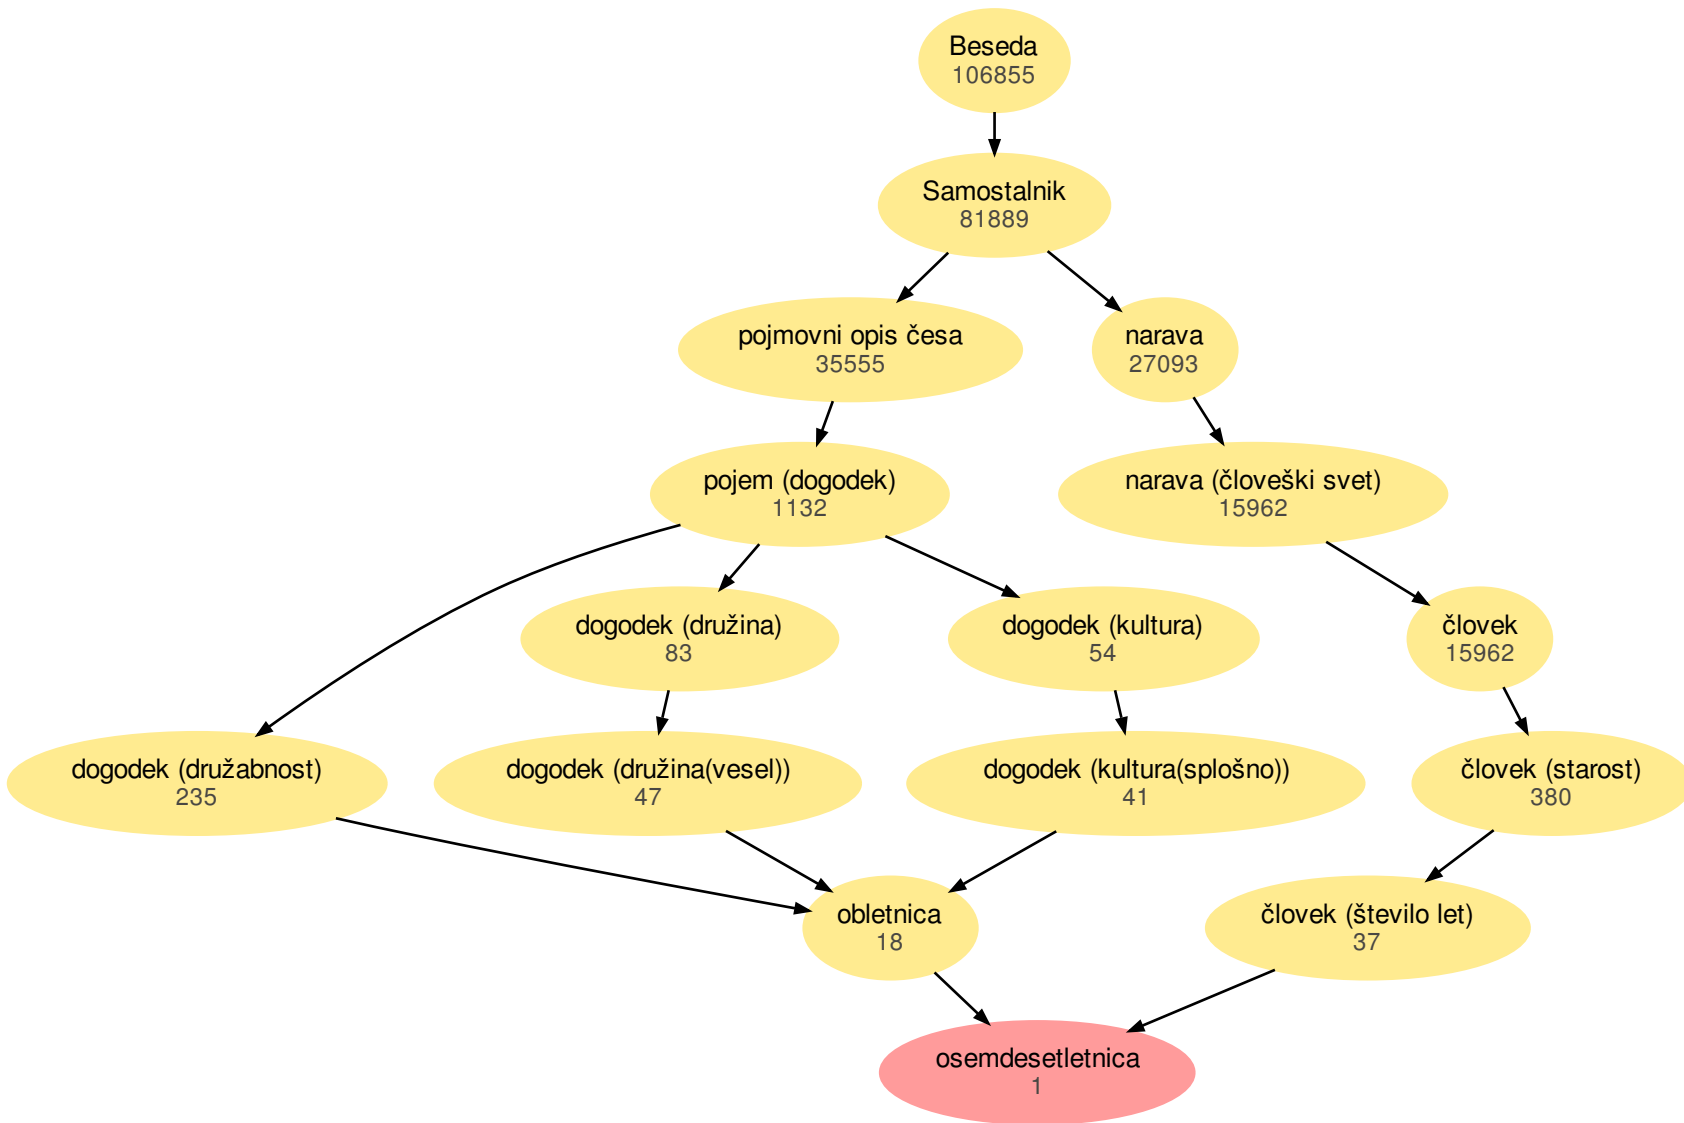 Beseda
106855
Samostalnik
81889
pojmovni opis česa
35555
narava
27093
pojem (dogodek)
1132
narava (človeški svet)
15962
dogodek (družina)
83
dogodek (kultura)
54
človek
15962
dogodek (družabnost)
235
dogodek (družina(vesel))
47
dogodek (kultura(splošno))
41
človek (starost)
380
obletnica
18
človek (število let)
37
osemdesetletnica
1